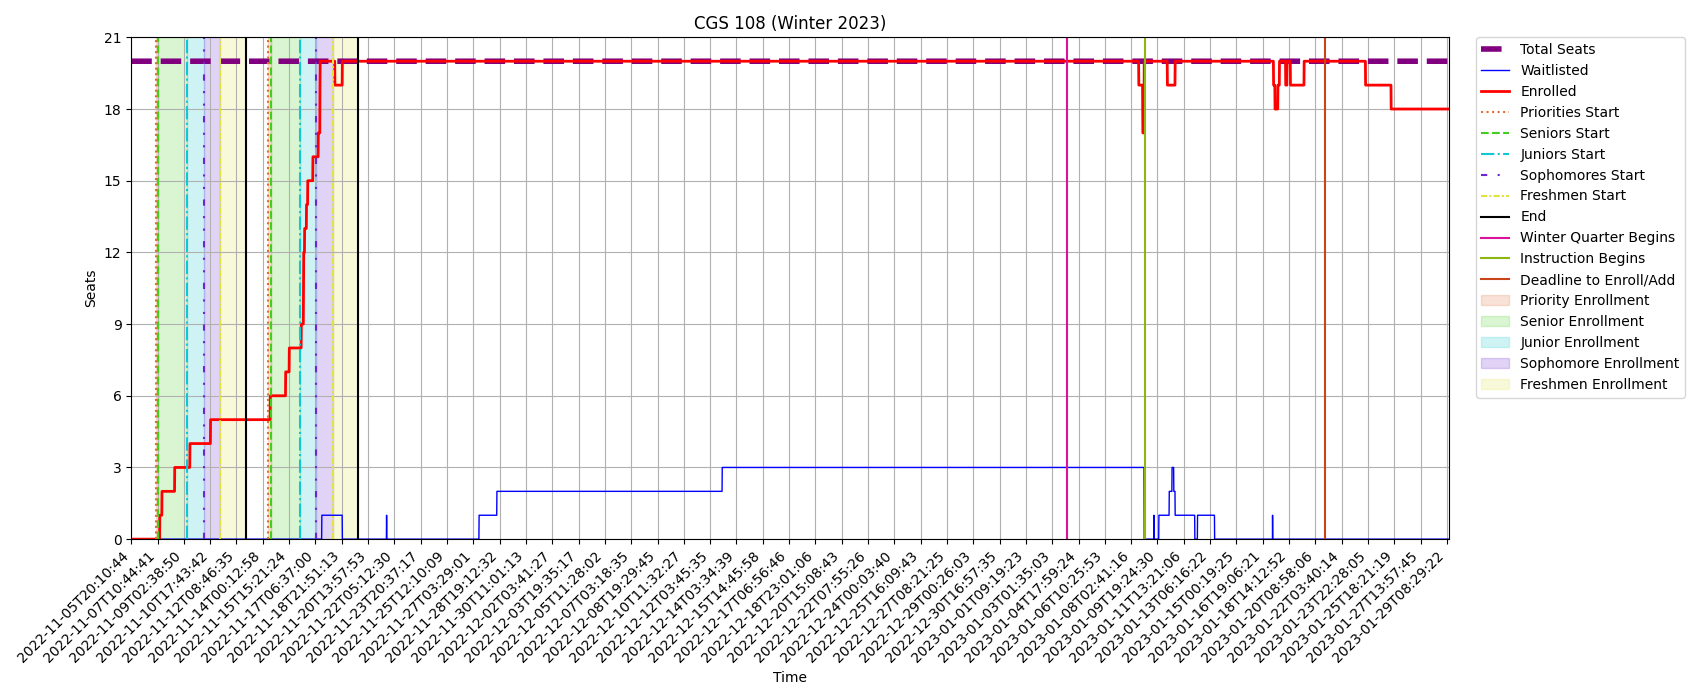 CGS 108 (Winter 2023)
21
18
15
12
9
6
3
0
Seats
2022-11-05T20:10:44
2022-11-07T10:44:41
2022-11-09T02:38:50
2022-11-10T17:43:42
2022-11-12T08:46:35
2022-11-14T00:12:58
2022-11-15T15:21:24
2022-11-17T06:37:00
2022-11-18T21:51:13
2022-11-20T13:57:53
2022-11-22T05:12:30
2022-11-23T20:37:17
2022-11-25T12:10:09
2022-11-27T03:29:01
2022-11-28T19:12:32
2022-11-30T11:01:13
2022-12-02T03:41:27
2022-12-03T19:35:17
2022-12-05T11:28:02
2022-12-07T03:18:35
2022-12-08T19:29:45
2022-12-10T11:32:27
2022-12-12T03:45:35
2022-12-14T03:34:39
2022-12-15T14:45:58
2022-12-17T06:56:46
2022-12-18T23:01:06
2022-12-20T15:08:43
2022-12-22T07:55:26
2022-12-24T00:03:40
2022-12-25T16:09:43
2022-12-27T08:21:25
2022-12-29T00:26:03
2022-12-30T16:57:35
2023-01-01T09:19:23
2023-01-03T01:35:03
2023-01-04T17:59:24
2023-01-06T10:25:53
2023-01-08T02:41:16
2023-01-09T19:24:30
2023-01-11T13:21:06
2023-01-13T06:16:22
2023-01-15T00:19:25
2023-01-16T19:06:21
2023-01-18T14:12:52
2023-01-20T08:58:06
2023-01-22T03:40:14
2023-01-23T22:28:05
2023-01-25T18:21:19
2023-01-27T13:57:45
2023-01-29T08:29:22
Time
Total Seats
Waitlisted
Enrolled
Priorities Start
Seniors Start
Juniors Start
Sophomores Start
Freshmen Start
End
Winter Quarter Begins
Instruction Begins
Deadline to Enroll/Add
Priority Enrollment
Senior Enrollment
Junior Enrollment
Sophomore Enrollment
Freshmen Enrollment